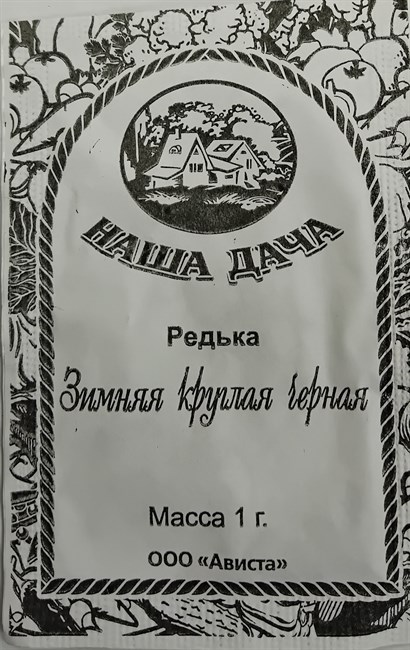 НАША ДАЧА
Редька
Зимняя круглая черная
Масса 1 г.
ООО «Ависта»